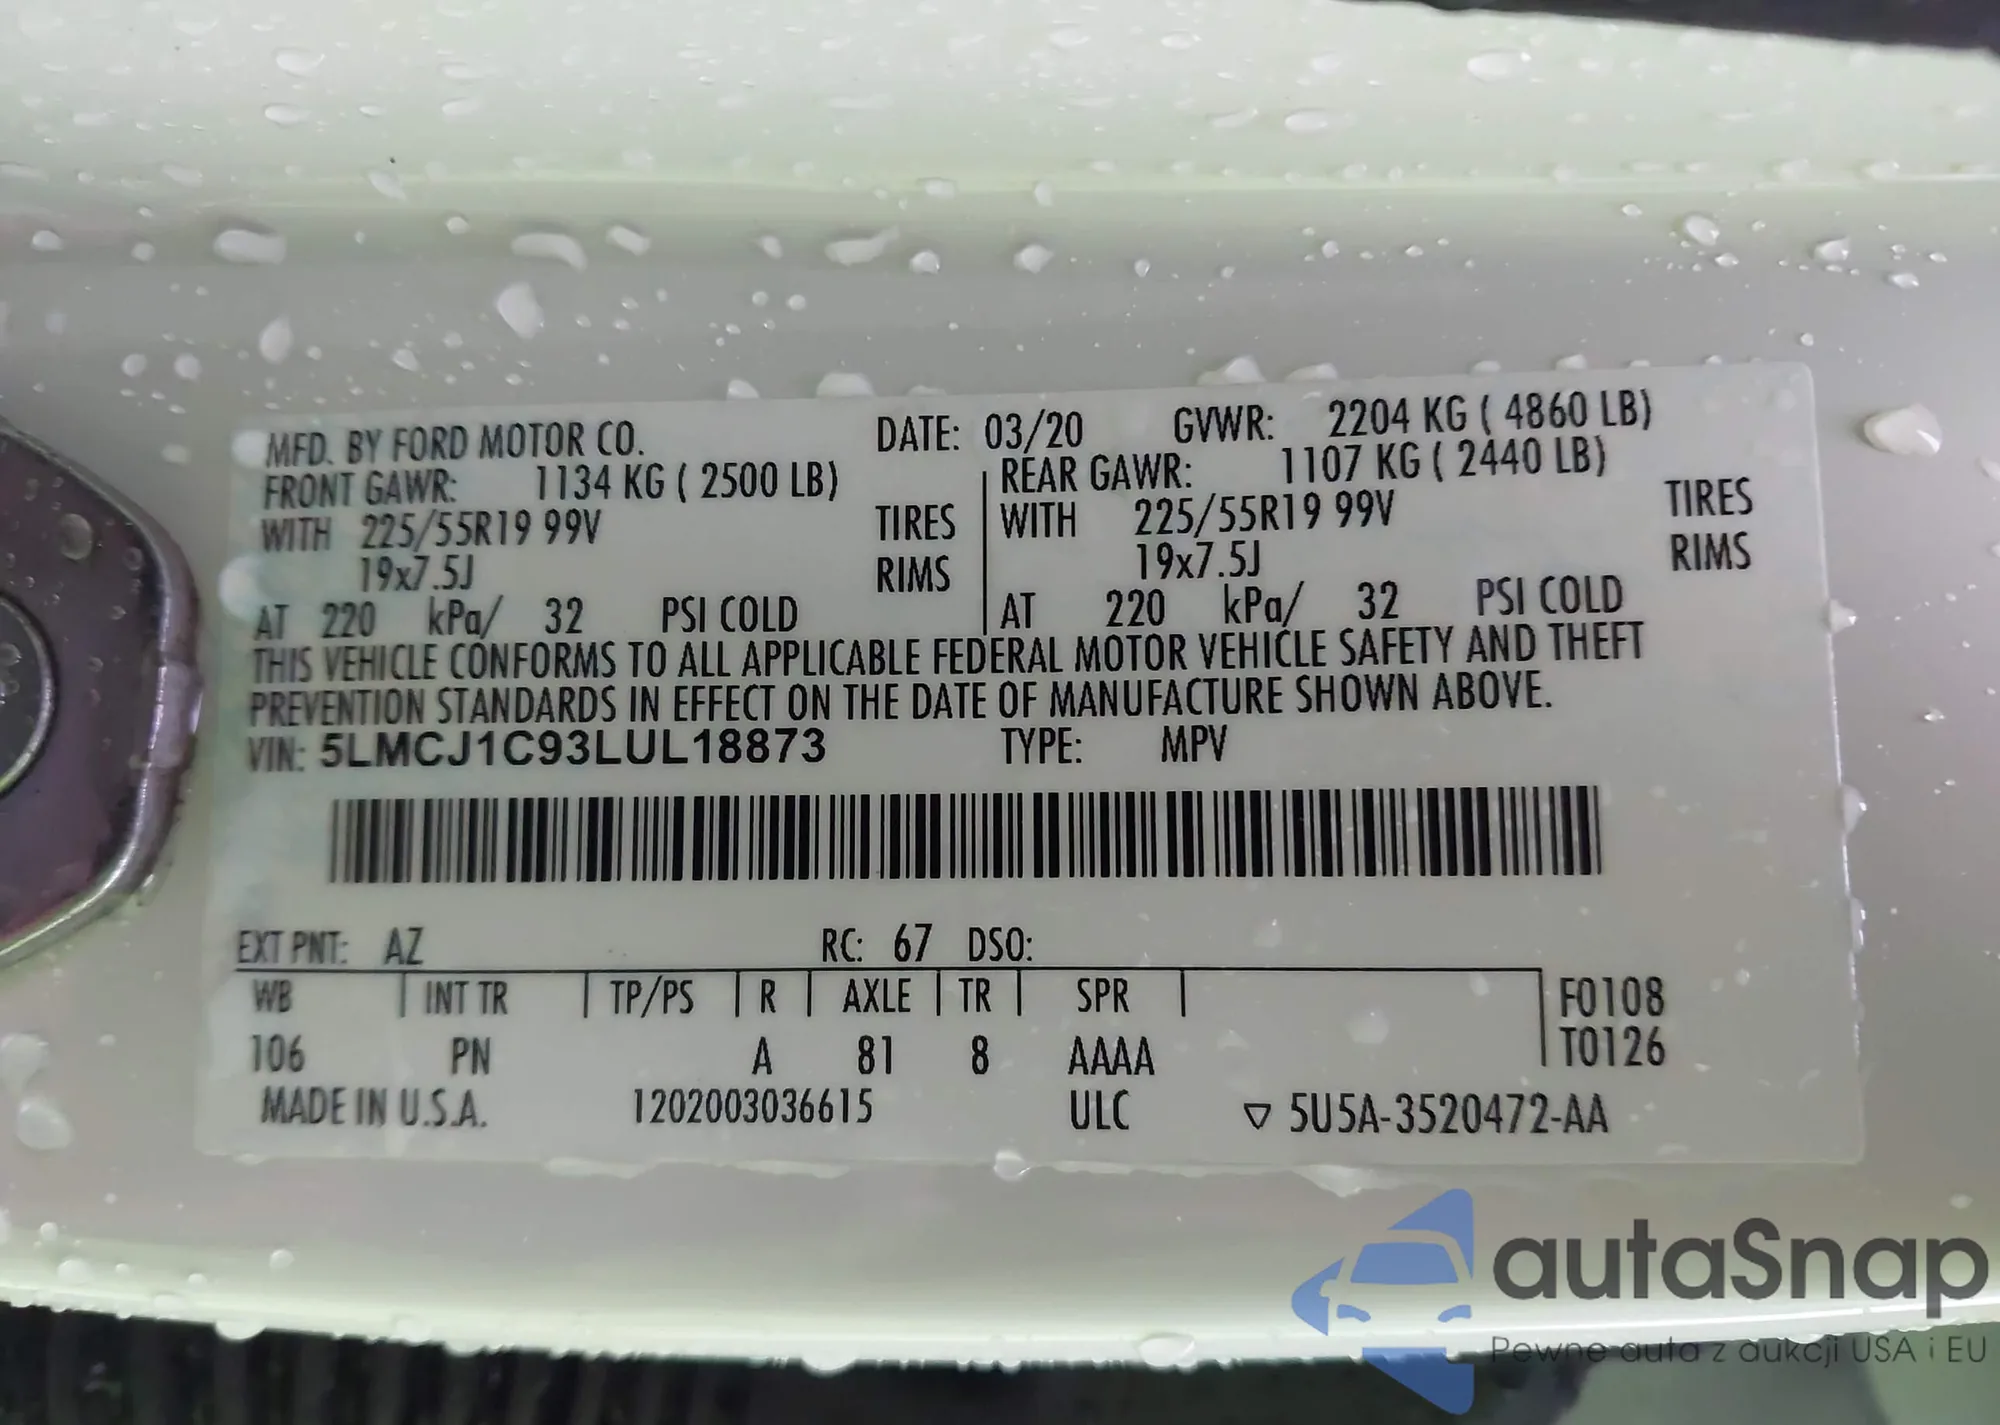 MFD. BY FORD MOTOR CO. DATE: 03/20 GVWR: 2204 KG ( 4860 LB)
FRONT GAWR: 1134 KG ( 2500 LB) REAR GAWR: 1107 KG ( 2440 LB)
WITH 225/55R19 99V TIRES WITH 225/55R19 99V TIRES
19x7.5J RIMS 19x7.5J RIMS
AT 220 kPa/ 32 PSI COLD AT 220 kPa/ 32 PSI COLD
THIS VEHICLE CONFORMS TO ALL APPLICABLE FEDERAL MOTOR VEHICLE SAFETY AND THEFT
PREVENTION STANDARDS IN EFFECT ON THE DATE OF MANUFACTURE SHOWN ABOVE.
VIN: 5LMCJ1C93LUL18873 TYPE: MPV
EXT PNT: AZ RC: 67 DSO:
WB INT TR TP/PS R AXLE TR SPR F0108
106 PN A 81 8 AAAA T0126
MADE IN U.S.A. 1202003036615 ULC ▽ 5U5A-3520472-AA
autaSnap
Pewne auta z aukcji USA i EU